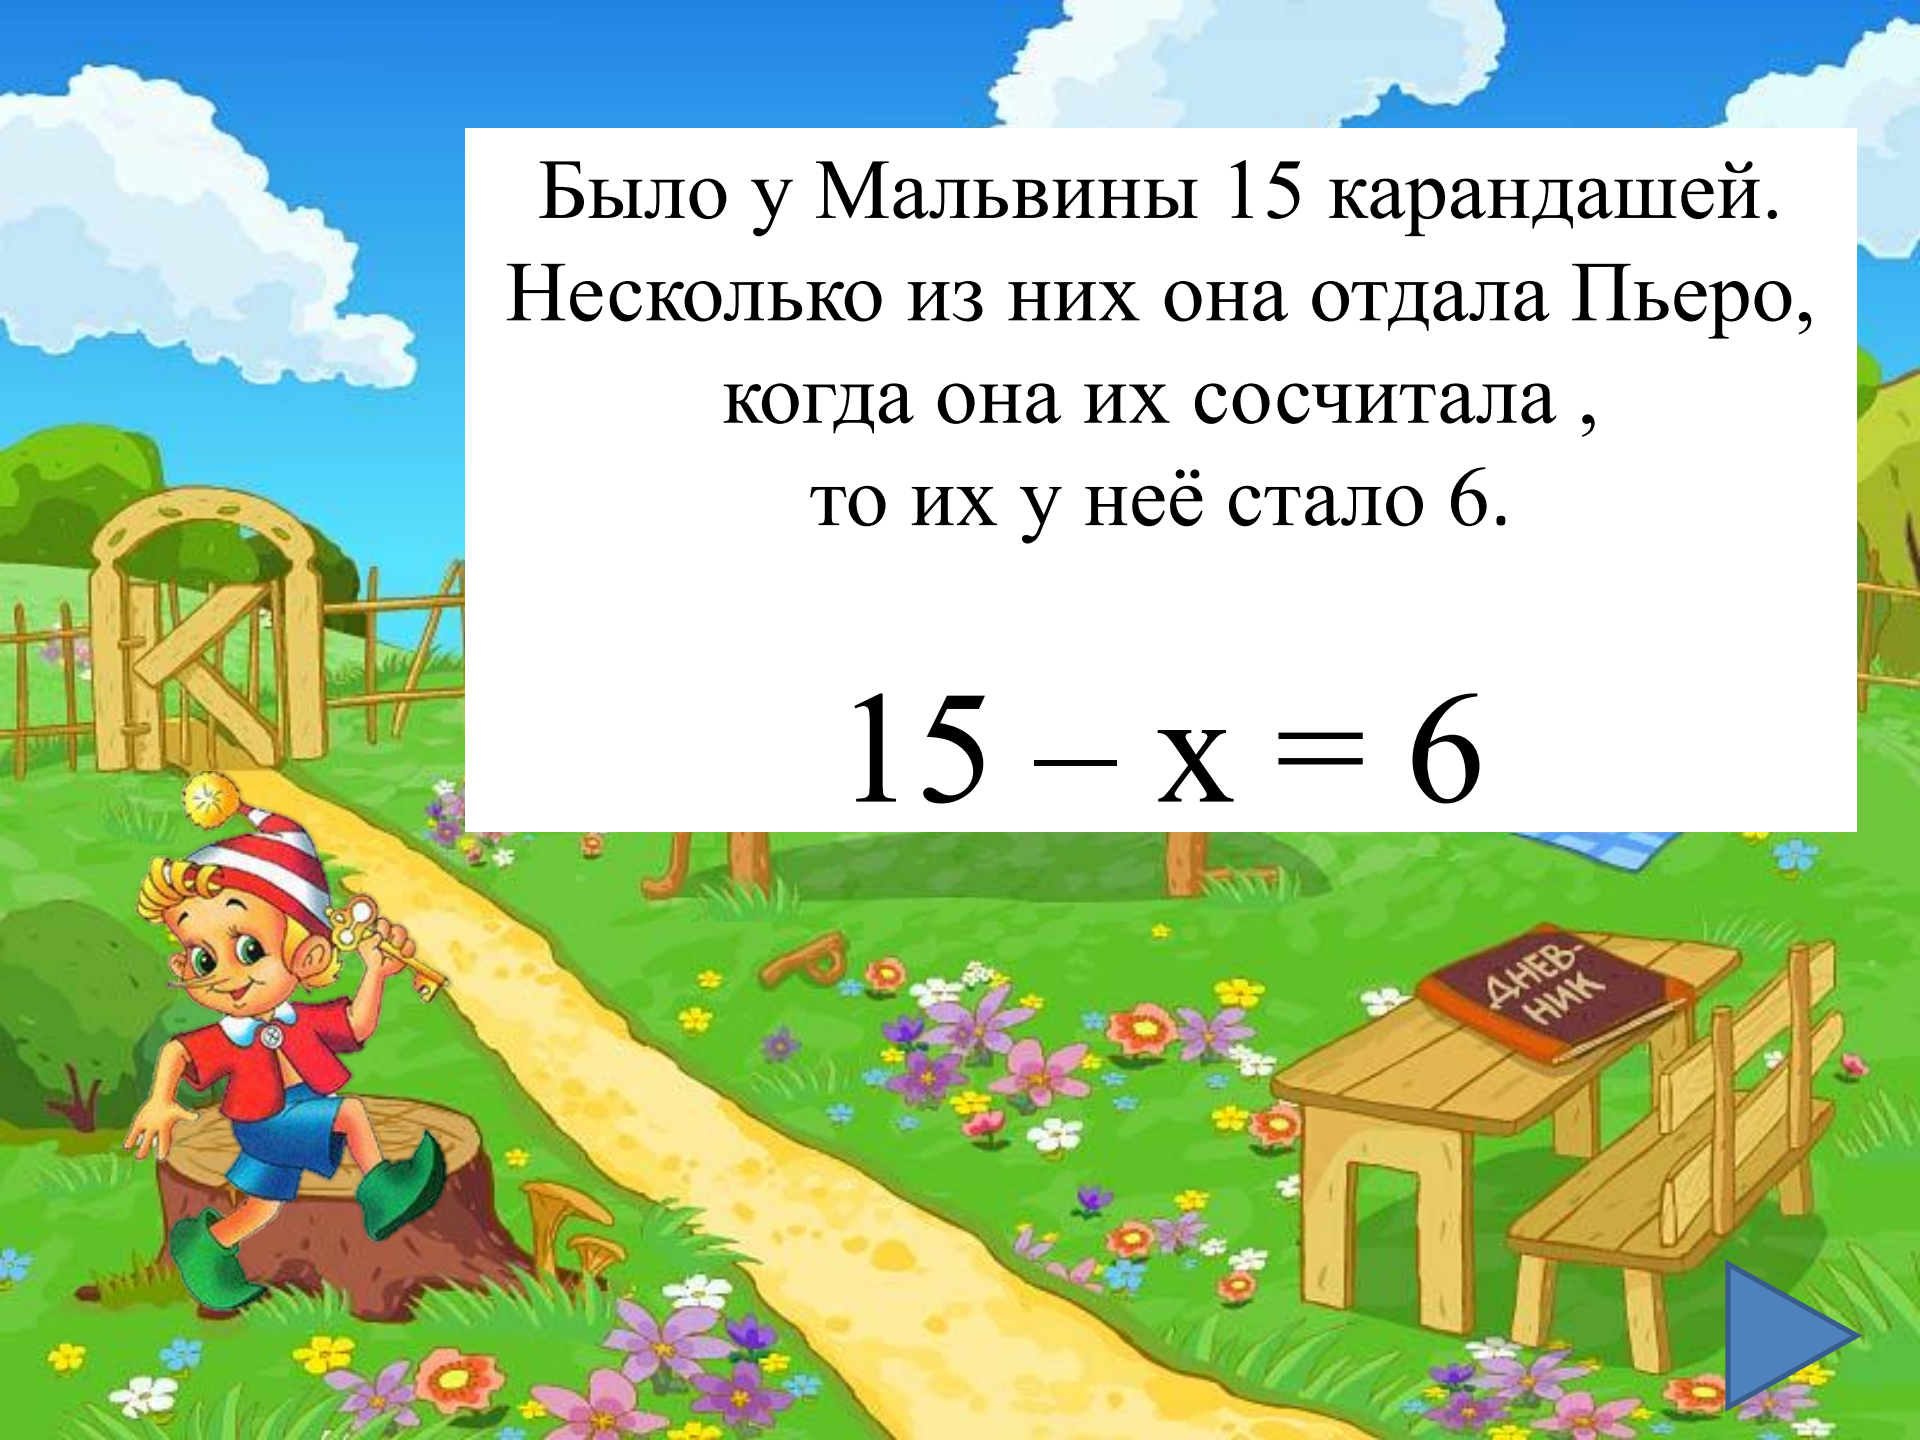 Было у Мальвины 15 карандашей.
Несколько из них она отдала Пьеро,
когда она их сосчитала ,
то их у неё стало 6.
15 – х = 6
ДНЕВ-
НИК